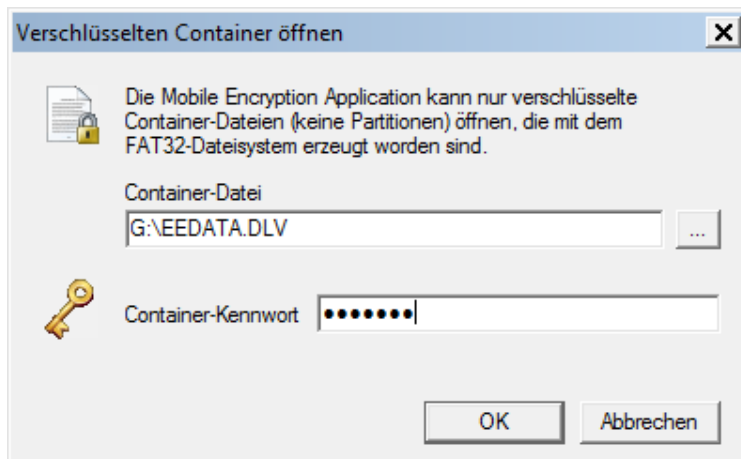 Verschlüsselten Container öffnen
Die Mobile Encryption Application kann nur verschlüsselte
Container-Dateien (keine Partitionen) öffnen, die mit dem
FAT32-Dateisystem erzeugt worden sind.
Container-Datei
G:\EEDATA.DLV
...
Container-Kennwort ●●●●●●●
OK Abbrechen